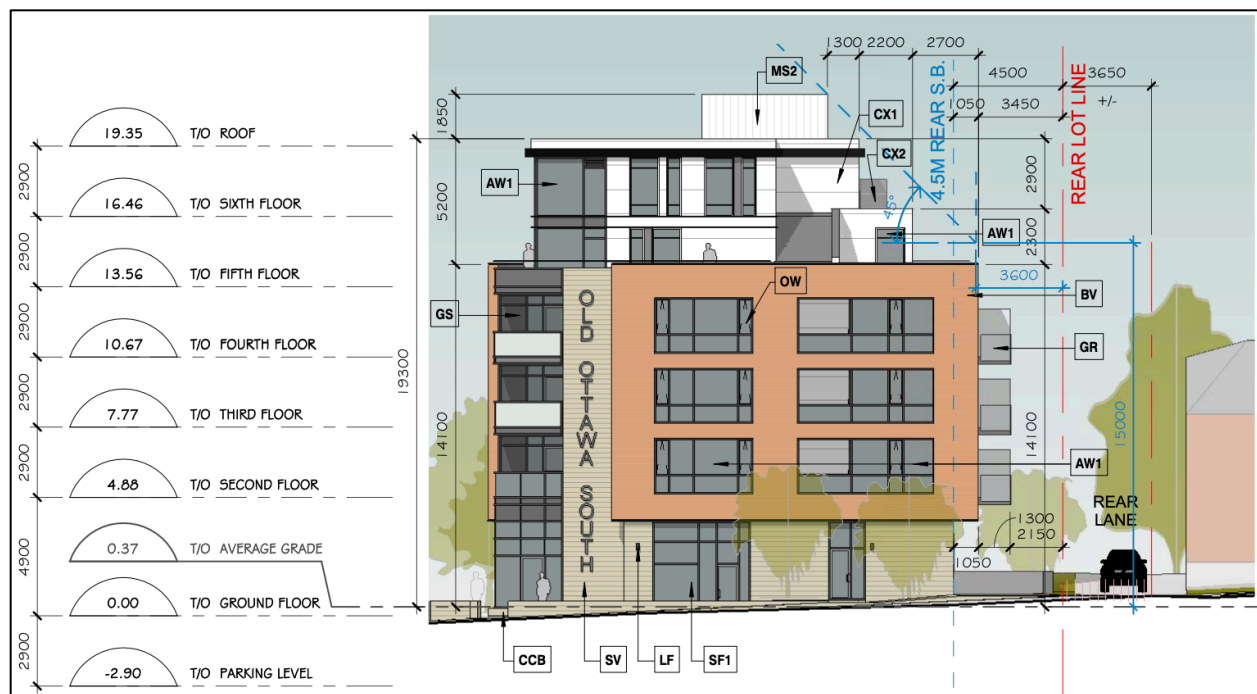 1300 2200 2700
4500 3650
1050 3450 +/-
MS2
1850
4.5M REAR S.B.
REAR LOT LINE
CX1
CX2
19.35 T/O ROOF
2900
16.46 T/O SIXTH FLOOR
2900
13.56 T/O FIFTH FLOOR
2900
10.67 T/O FOURTH FLOOR
2900
7.77 T/O THIRD FLOOR
2900
4.88 T/O SECOND FLOOR
4900
0.37 T/O AVERAGE GRADE
0.00 T/O GROUND FLOOR
2900
-2.90 T/O PARKING LEVEL
19300
5200
14100
AW1
45°
AW1
2900
2300
3600
BV
OW
GS
GR
OLD OTTAWA SOUTH
14100
15000
AW1
REAR
LANE
1300
2150
1050
CCB
SV
LF
SF1